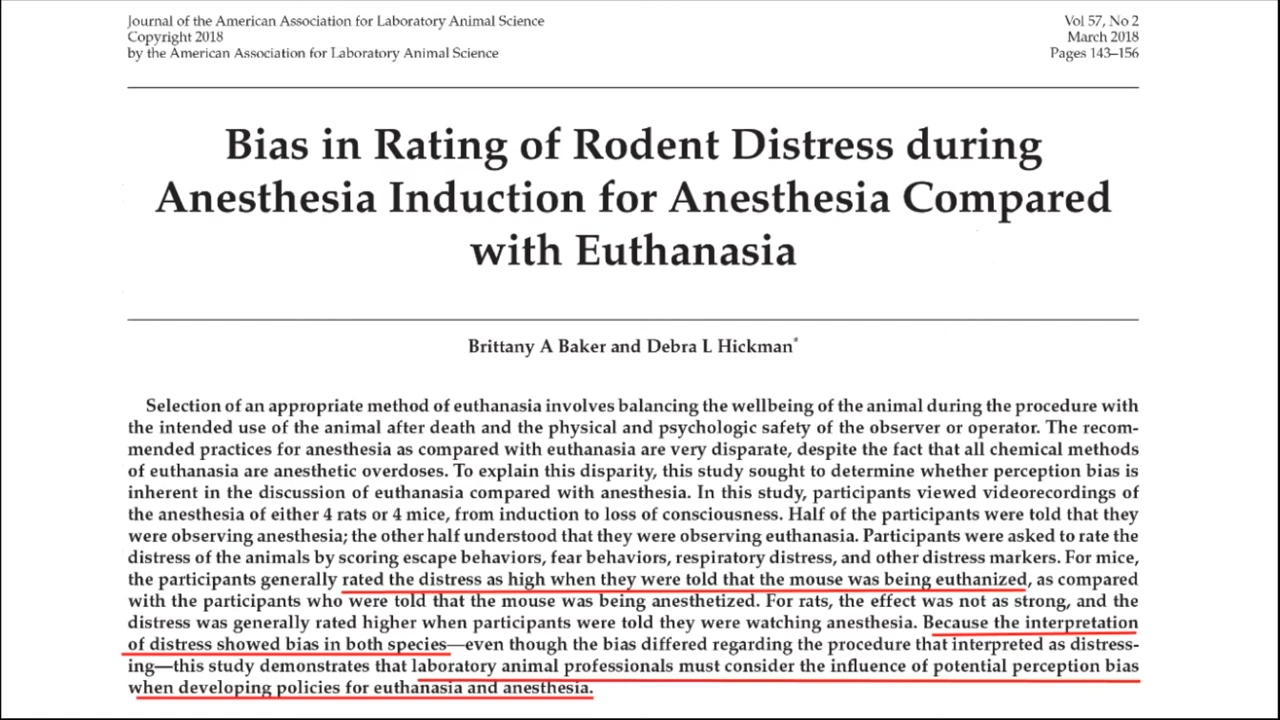 Journal of the American Association for Laboratory Animal Science
Copyright 2018
by the American Association for Laboratory Animal Science
Vol 57, No 2
March 2018
Pages 143–156
Bias in Rating of Rodent Distress during
Anesthesia Induction for Anesthesia Compared
with Euthanasia
Brittany A Baker and Debra L Hickman*
Selection of an appropriate method of euthanasia involves balancing the wellbeing of the animal during the procedure with
the intended use of the animal after death and the physical and psychologic safety of the observer or operator. The recom-
mended practices for anesthesia as compared with euthanasia are very disparate, despite the fact that all chemical methods
of euthanasia are anesthetic overdoses. To explain this disparity, this study sought to determine whether perception bias is
inherent in the discussion of euthanasia compared with anesthesia. In this study, participants viewed videorecordings of
the anesthesia of either 4 rats or 4 mice, from induction to loss of consciousness. Half of the participants were told that they
were observing anesthesia; the other half understood that they were observing euthanasia. Participants were asked to rate the
distress of the animals by scoring escape behaviors, fear behaviors, respiratory distress, and other distress markers. For mice,
the participants generally rated the distress as high when they were told that the mouse was being euthanized, as compared
with the participants who were told that the mouse was being anesthetized. For rats, the effect was not as strong, and the
distress was generally rated higher when participants were told they were watching anesthesia. Because the interpretation
of distress showed bias in both species—even though the bias differed regarding the procedure that interpreted as distress-
ing—this study demonstrates that laboratory animal professionals must consider the influence of potential perception bias
when developing policies for euthanasia and anesthesia.